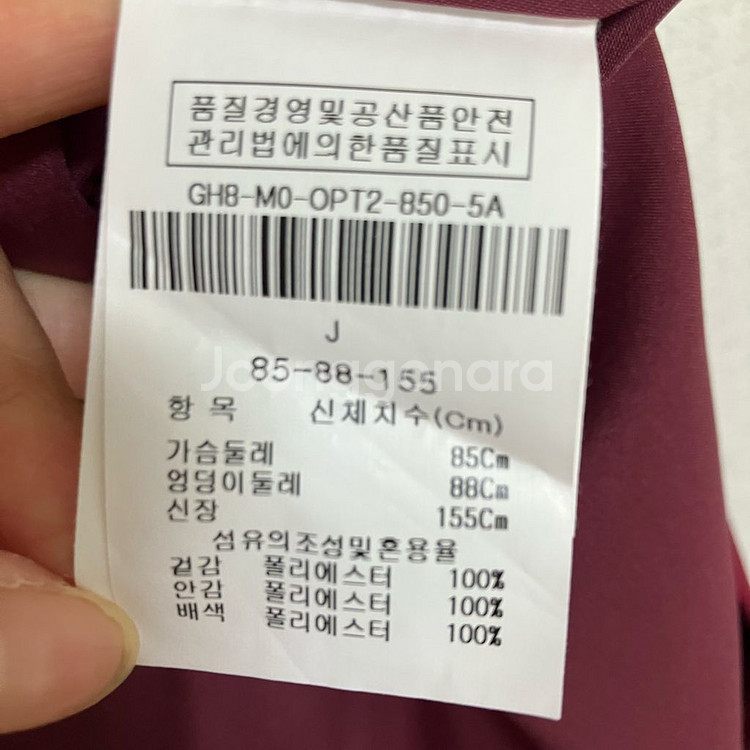 품질경영및공산품안전
관리법에의한품질표시
GH8-M0-OPT2-850-5A
J
85-88-155
Joonggonara
항 목 신체치수(Cm)
가슴둘레 85Cm
엉덩이둘레 88Cm
신장 155Cm
섬유의조성및혼용율
겉감 폴리에스터 100%
안감 폴리에스터 100%
배색 폴리에스터 100%